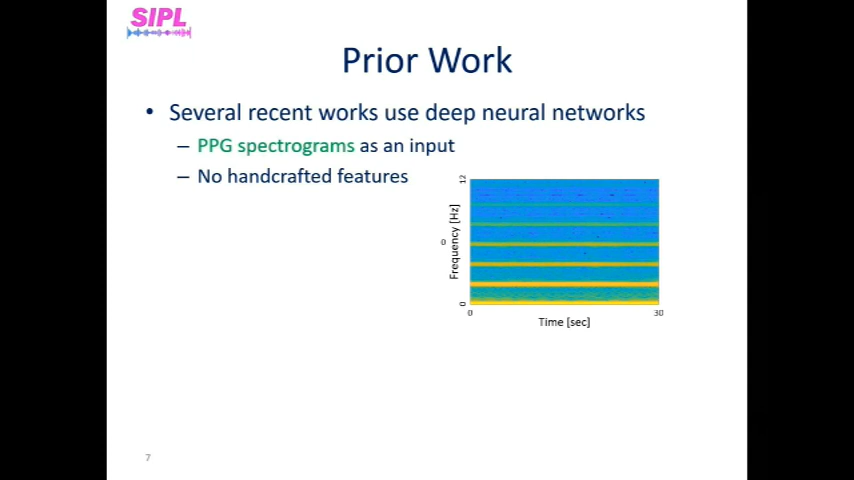 SIPL
Prior Work
• Several recent works use deep neural networks
– PPG spectrograms as an input
– No handcrafted features
12
0
Frequency [Hz]
0
0
30
Time [sec]
7